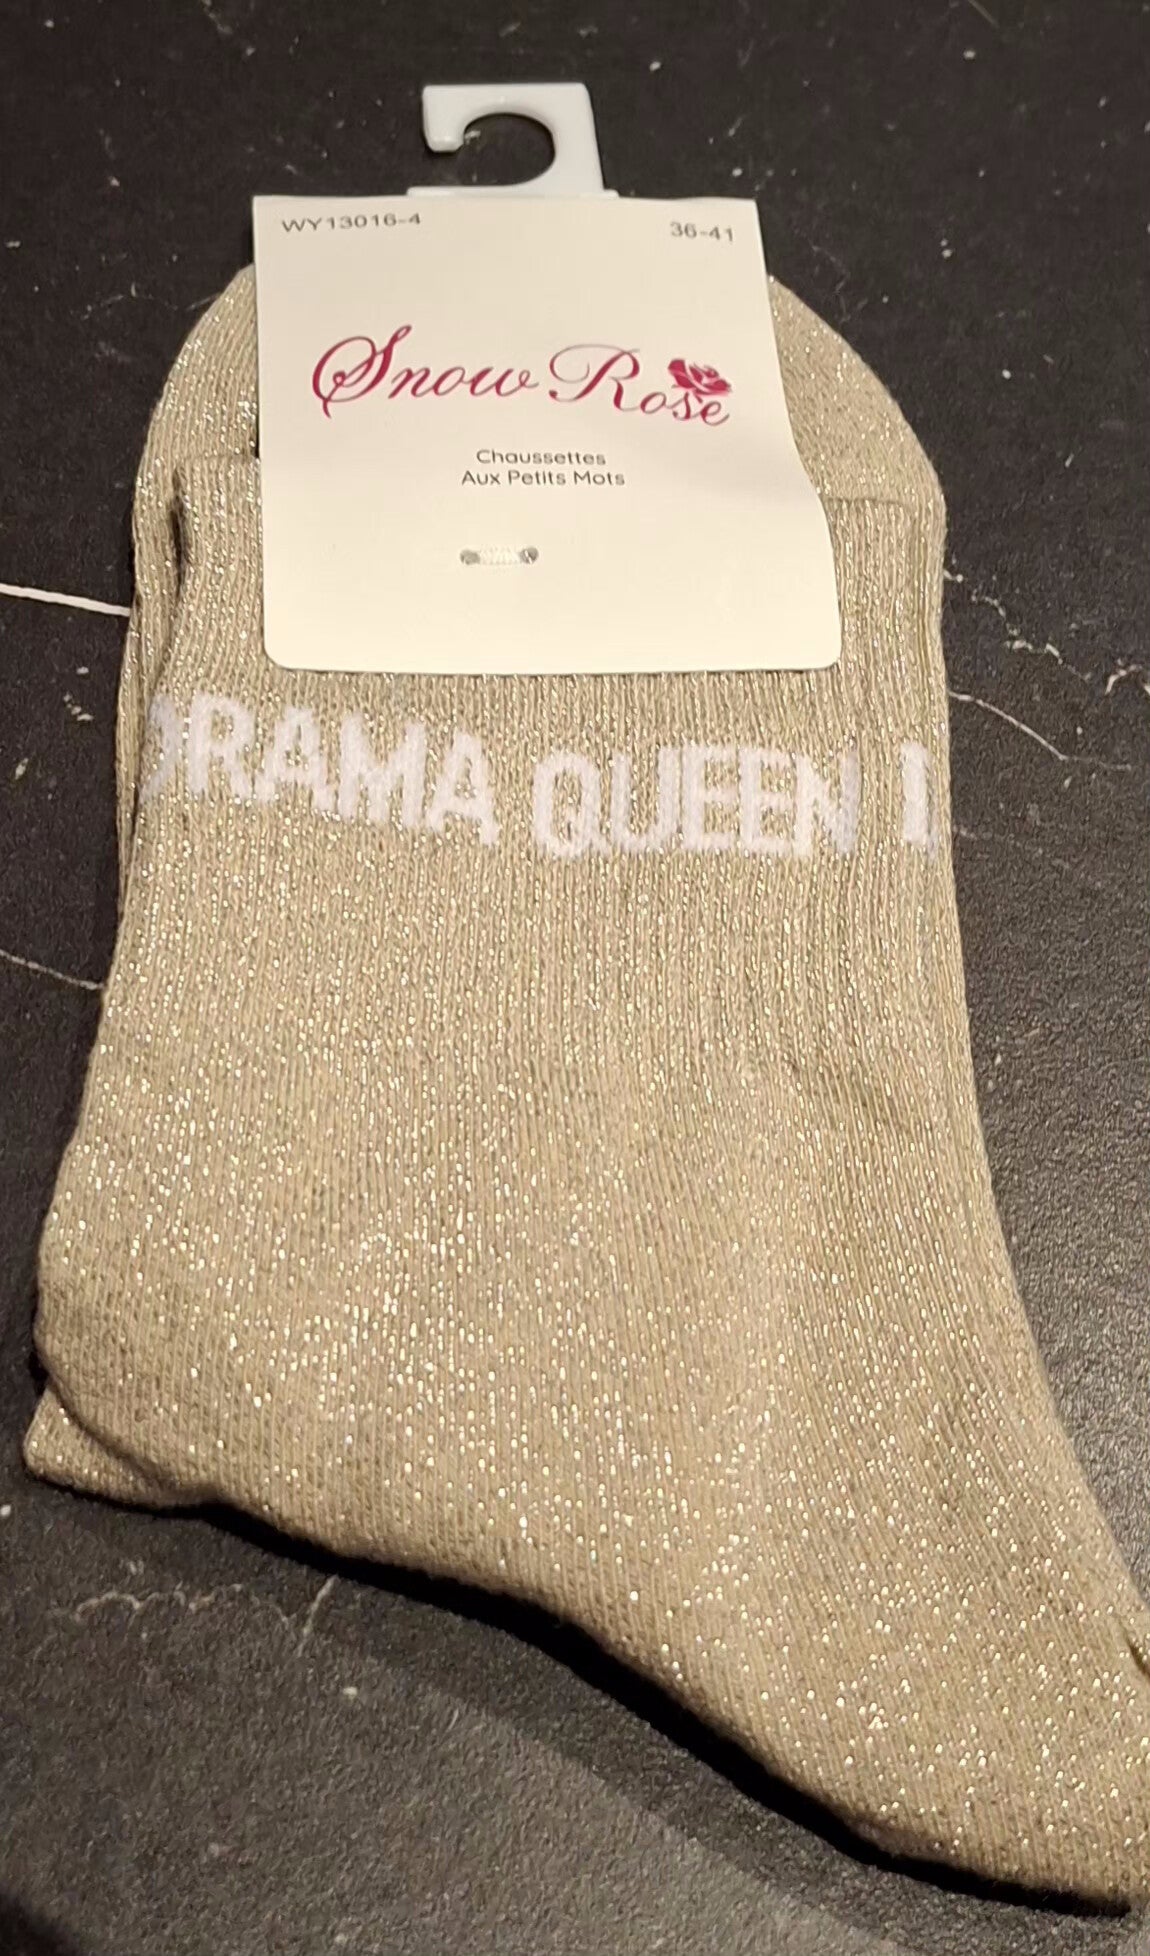 WY13016-4 36-41
Snow Rose
Chaussettes
Aux Petits Mots
DRAMA QUEEN